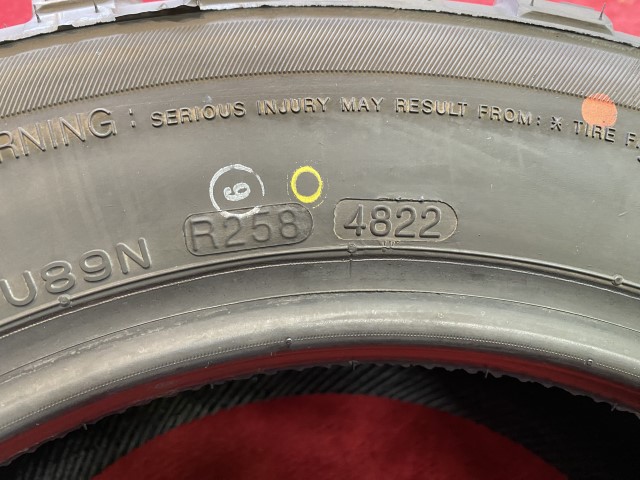 RNING : SERIOUS INJURY MAY RESULT FROM: * TIRE F
6
U89N R258 4822